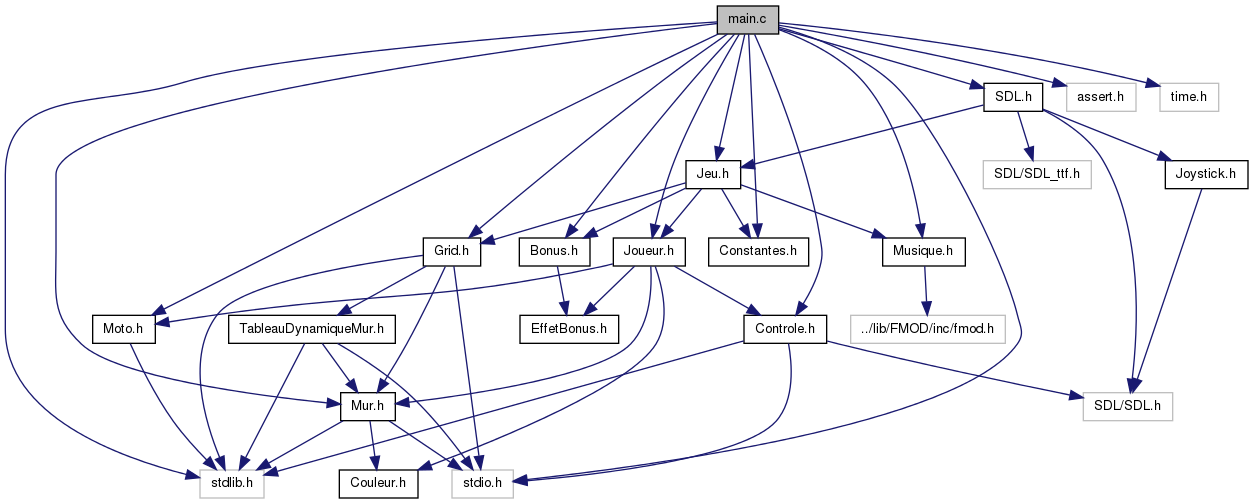 main.c
SDL.h
assert.h
time.h
Jeu.h
SDL/SDL_ttf.h
Joystick.h
Grid.h
Bonus.h
Joueur.h
Constantes.h
Musique.h
Moto.h
TableauDynamiqueMur.h
EffetBonus.h
Controle.h
../lib/FMOD/inc/fmod.h
Mur.h
SDL/SDL.h
stdlib.h
Couleur.h
stdio.h